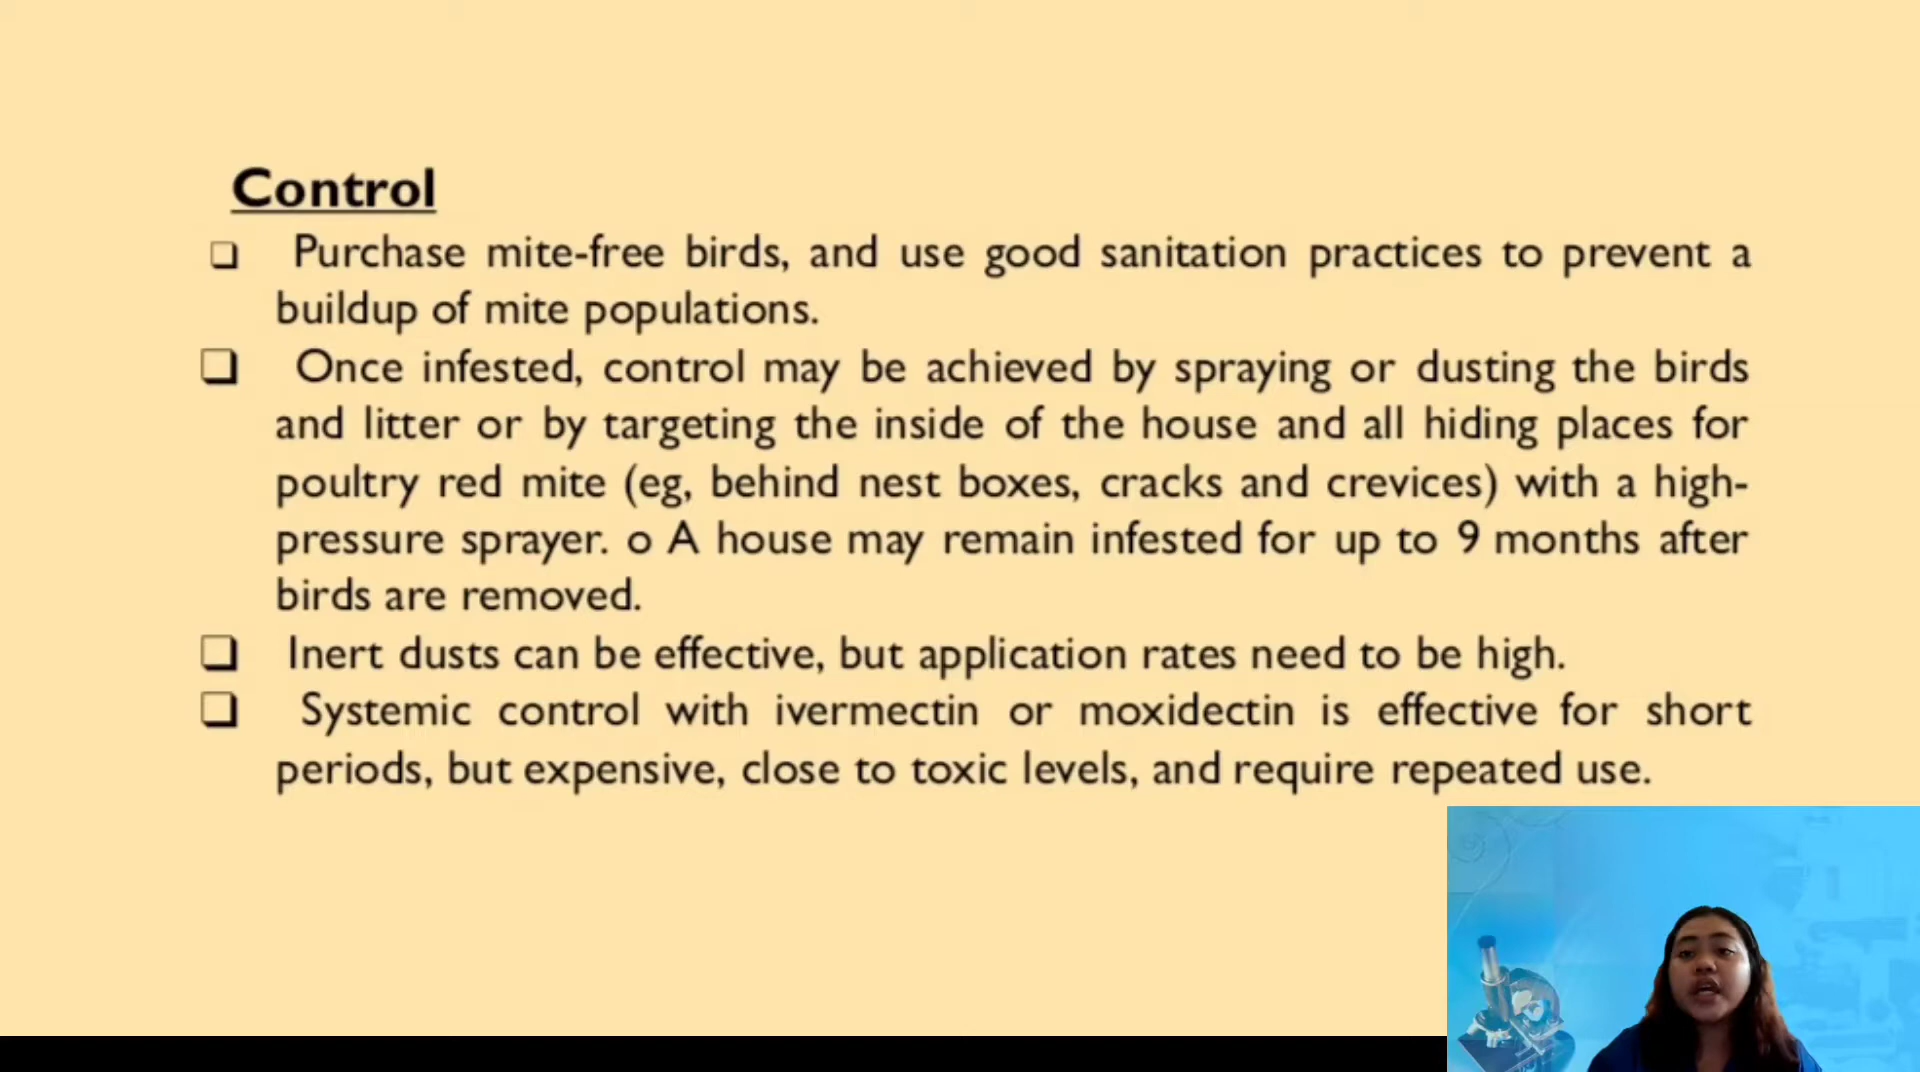 Control
❑ Purchase mite-free birds, and use good sanitation practices to prevent a
buildup of mite populations.
❑ Once infested, control may be achieved by spraying or dusting the birds
and litter or by targeting the inside of the house and all hiding places for
poultry red mite (eg, behind nest boxes, cracks and crevices) with a high-
pressure sprayer. o A house may remain infested for up to 9 months after
birds are removed.
❑ Inert dusts can be effective, but application rates need to be high.
❑ Systemic control with ivermectin or moxidectin is effective for short
periods, but expensive, close to toxic levels, and require repeated use.